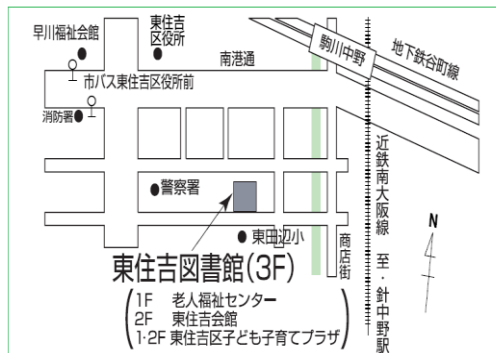 早川福祉会館
東住吉
区役所
南港通
駒川中野
地下鉄谷町線
市バス東住吉区役所前
消防署
警察署
東田辺小
商店街
近鉄南大阪線 至・針中野駅
N
東住吉図書館(3F)
1F 老人福祉センター
2F 東住吉会館
1・2F 東住吉区子ども子育てプラザ